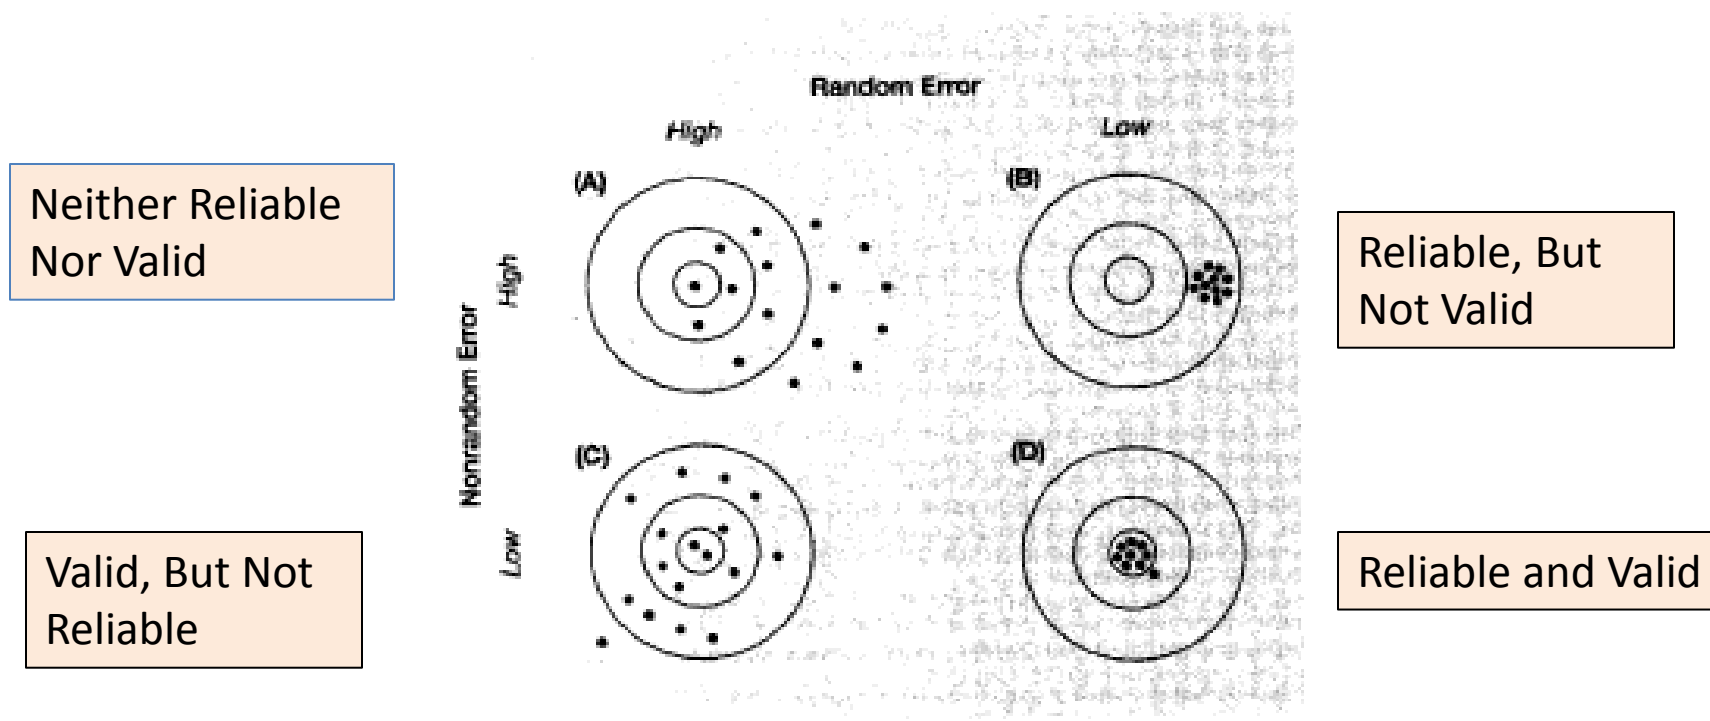 Random Error
High
Low
Neither Reliable
Nor Valid
(A)
(B)
Reliable, But
Not Valid
High
Nonrandom Error
(C)
(D)
Low
Valid, But Not
Reliable
Reliable and Valid